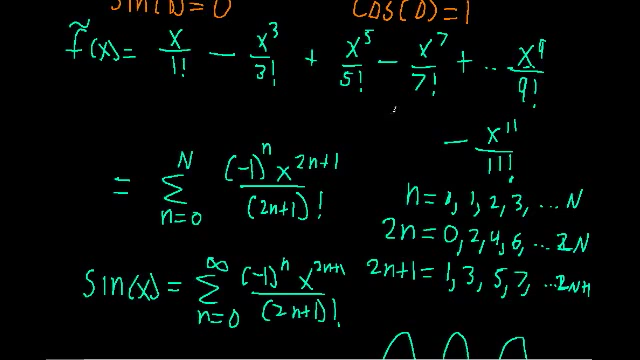 sin(0)=0 cos(0)=1
f̃(x)= x/1! − x³/3! + x⁵/5! − x⁷/7! + ... x⁹/9!
− x¹¹/11!
= Σ_{n=0}^{N} (-1)ⁿ x²ⁿ⁺¹/(2n+1)!
n=0, 1, 2, 3, ... N
2n=0, 2, 4, 6, ... 2N
Sin(x)= Σ_{n=0}^{∞} (-1)ⁿ x²ⁿ⁺¹/(2n+1)!
2n+1=1, 3, 5, 7, ...2N+1